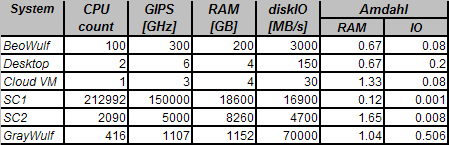 System CPU count GIPS [GHz] RAM [GB] diskIO [MB/s] Amdahl RAM IO
BeoWulf 100 300 200 3000 0.67 0.08
Desktop 2 6 4 150 0.67 0.2
Cloud VM 1 3 4 30 1.33 0.08
SC1 212992 150000 18600 16900 0.12 0.001
SC2 2090 5000 8260 4700 1.65 0.008
GrayWulf 416 1107 1152 70000 1.04 0.506